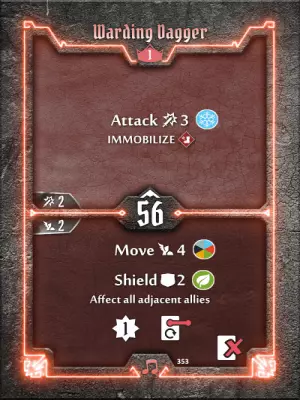 Warding Dagger
1
Attack 3
IMMOBILIZE
2
56
2
Move 4
Shield 2
Affect all adjacent allies
1
353